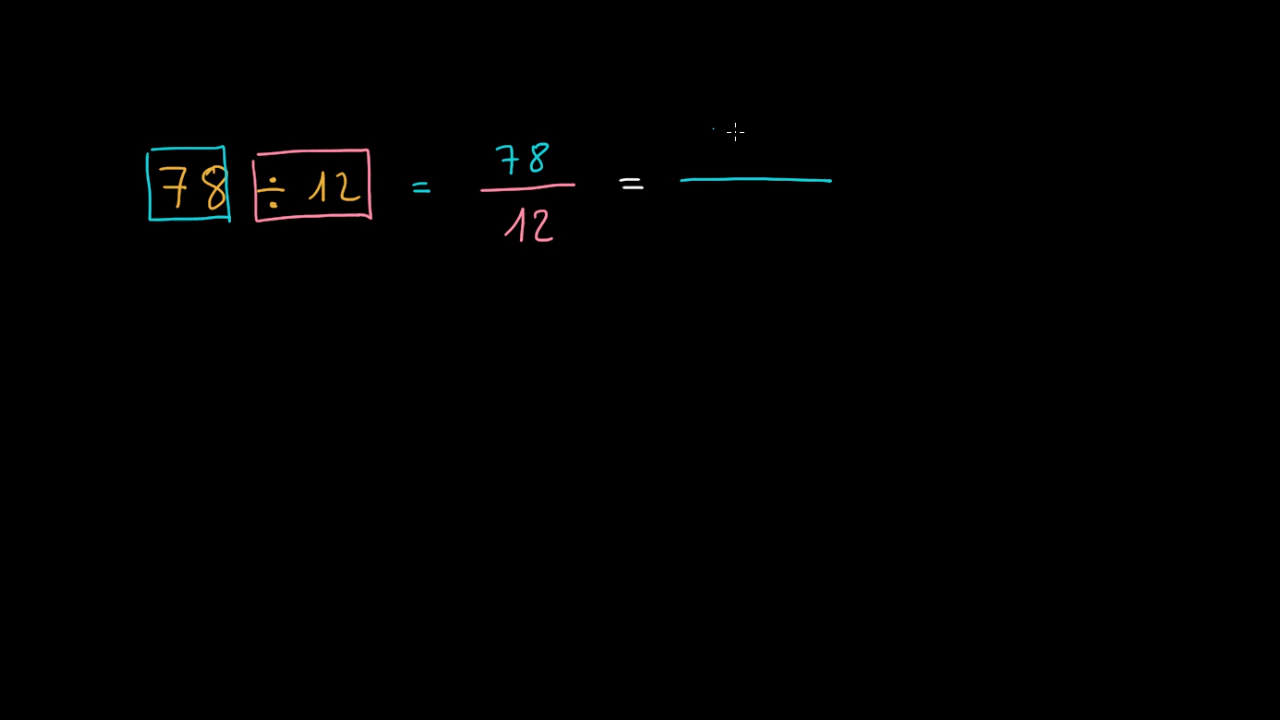 78 ÷ 12 = 78/12 =